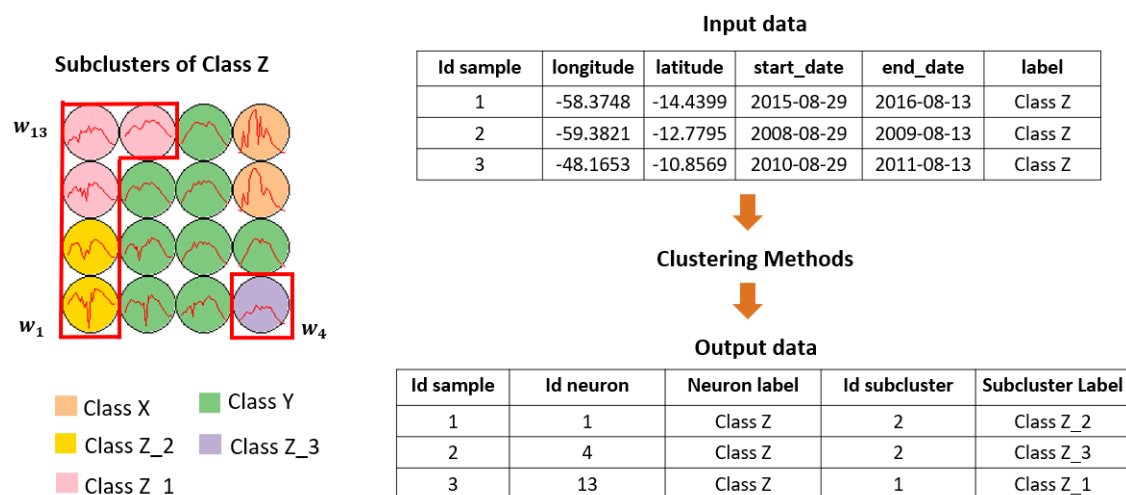 Subclusters of Class Z
w13
w1
w4
Class X
Class Y
Class Z_2
Class Z_3
Class Z_1
Input data
Id sample longitude latitude start_date end_date label
1 -58.3748 -14.4399 2015-08-29 2016-08-13 Class Z
2 -59.3821 -12.7795 2008-08-29 2009-08-13 Class Z
3 -48.1653 -10.8569 2010-08-29 2011-08-13 Class Z
Clustering Methods
Output data
Id sample Id neuron Neuron label Id subcluster Subcluster Label
1 1 Class Z 2 Class Z_2
2 4 Class Z 2 Class Z_3
3 13 Class Z 1 Class Z_1